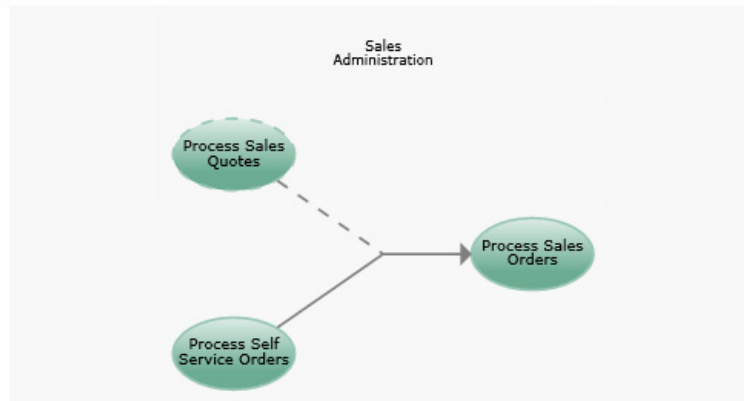 Sales
Administration
Process Sales
Quotes
Process Sales
Orders
Process Self
Service Orders